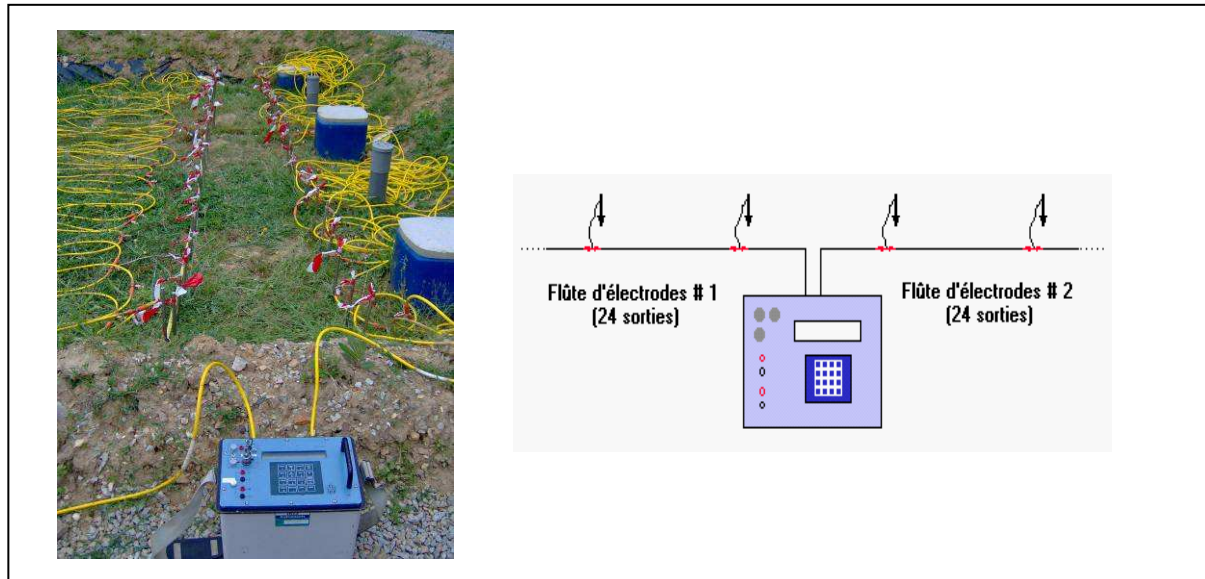 Flûte d'électrodes # 1
(24 sorties)
Flûte d'électrodes # 2
(24 sorties)